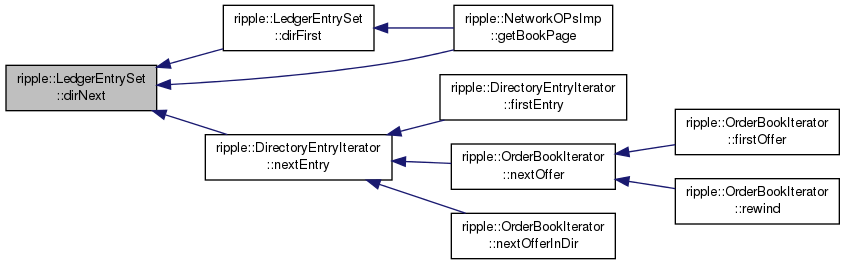 ripple::LedgerEntrySet
::dirNext
ripple::LedgerEntrySet
::dirFirst
ripple::NetworkOPsImp
::getBookPage
ripple::DirectoryEntryIterator
::nextEntry
ripple::DirectoryEntryIterator
::firstEntry
ripple::OrderBookIterator
::nextOffer
ripple::OrderBookIterator
::nextOfferInDir
ripple::OrderBookIterator
::firstOffer
ripple::OrderBookIterator
::rewind